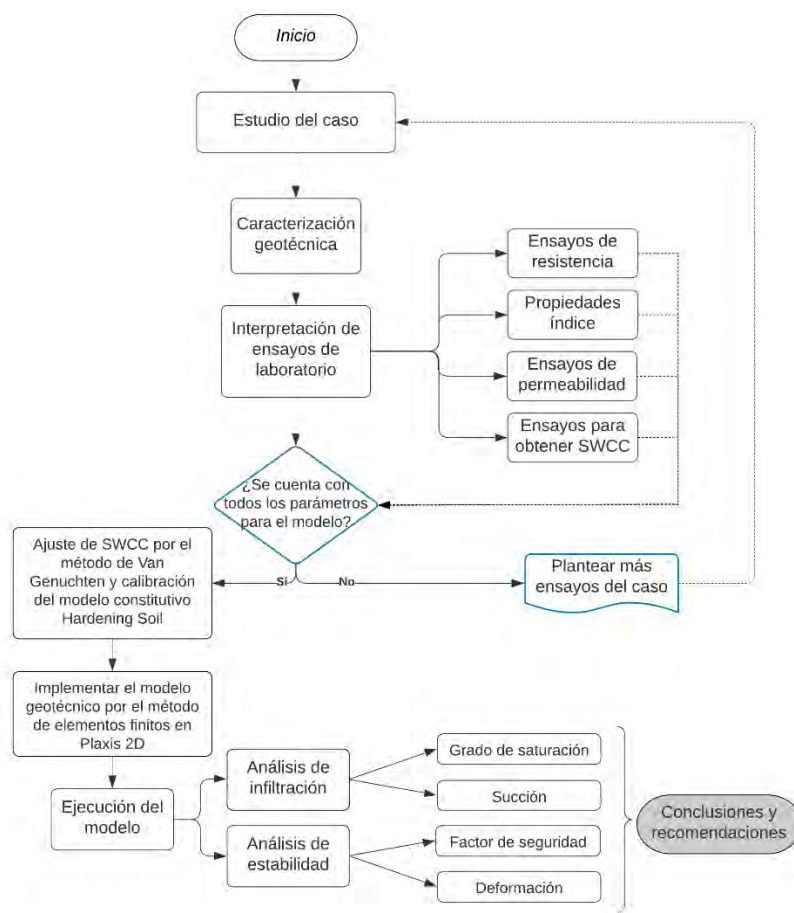 Inicio
Estudio del caso
Caracterización
geotécnica
Interpretación de
ensayos de
laboratorio
Ensayos de
resistencia
Propiedades
índice
Ensayos de
permeabilidad
Ensayos para
obtener SWCC
¿Se cuenta con
todos los parámetros
para el modelo?
Sí
No
Plantear más
ensayos del caso
Ajuste de SWCC por el
método de Van
Genuchten y calibración
del modelo constitutivo
Hardening Soil
Implementar el modelo
geotécnico por el método
de elementos finitos en
Plaxis 2D
Ejecución del
modelo
Análisis de
infiltración
Análisis de
estabilidad
Grado de saturación
Succión
Factor de seguridad
Deformación
Conclusiones y
recomendaciones